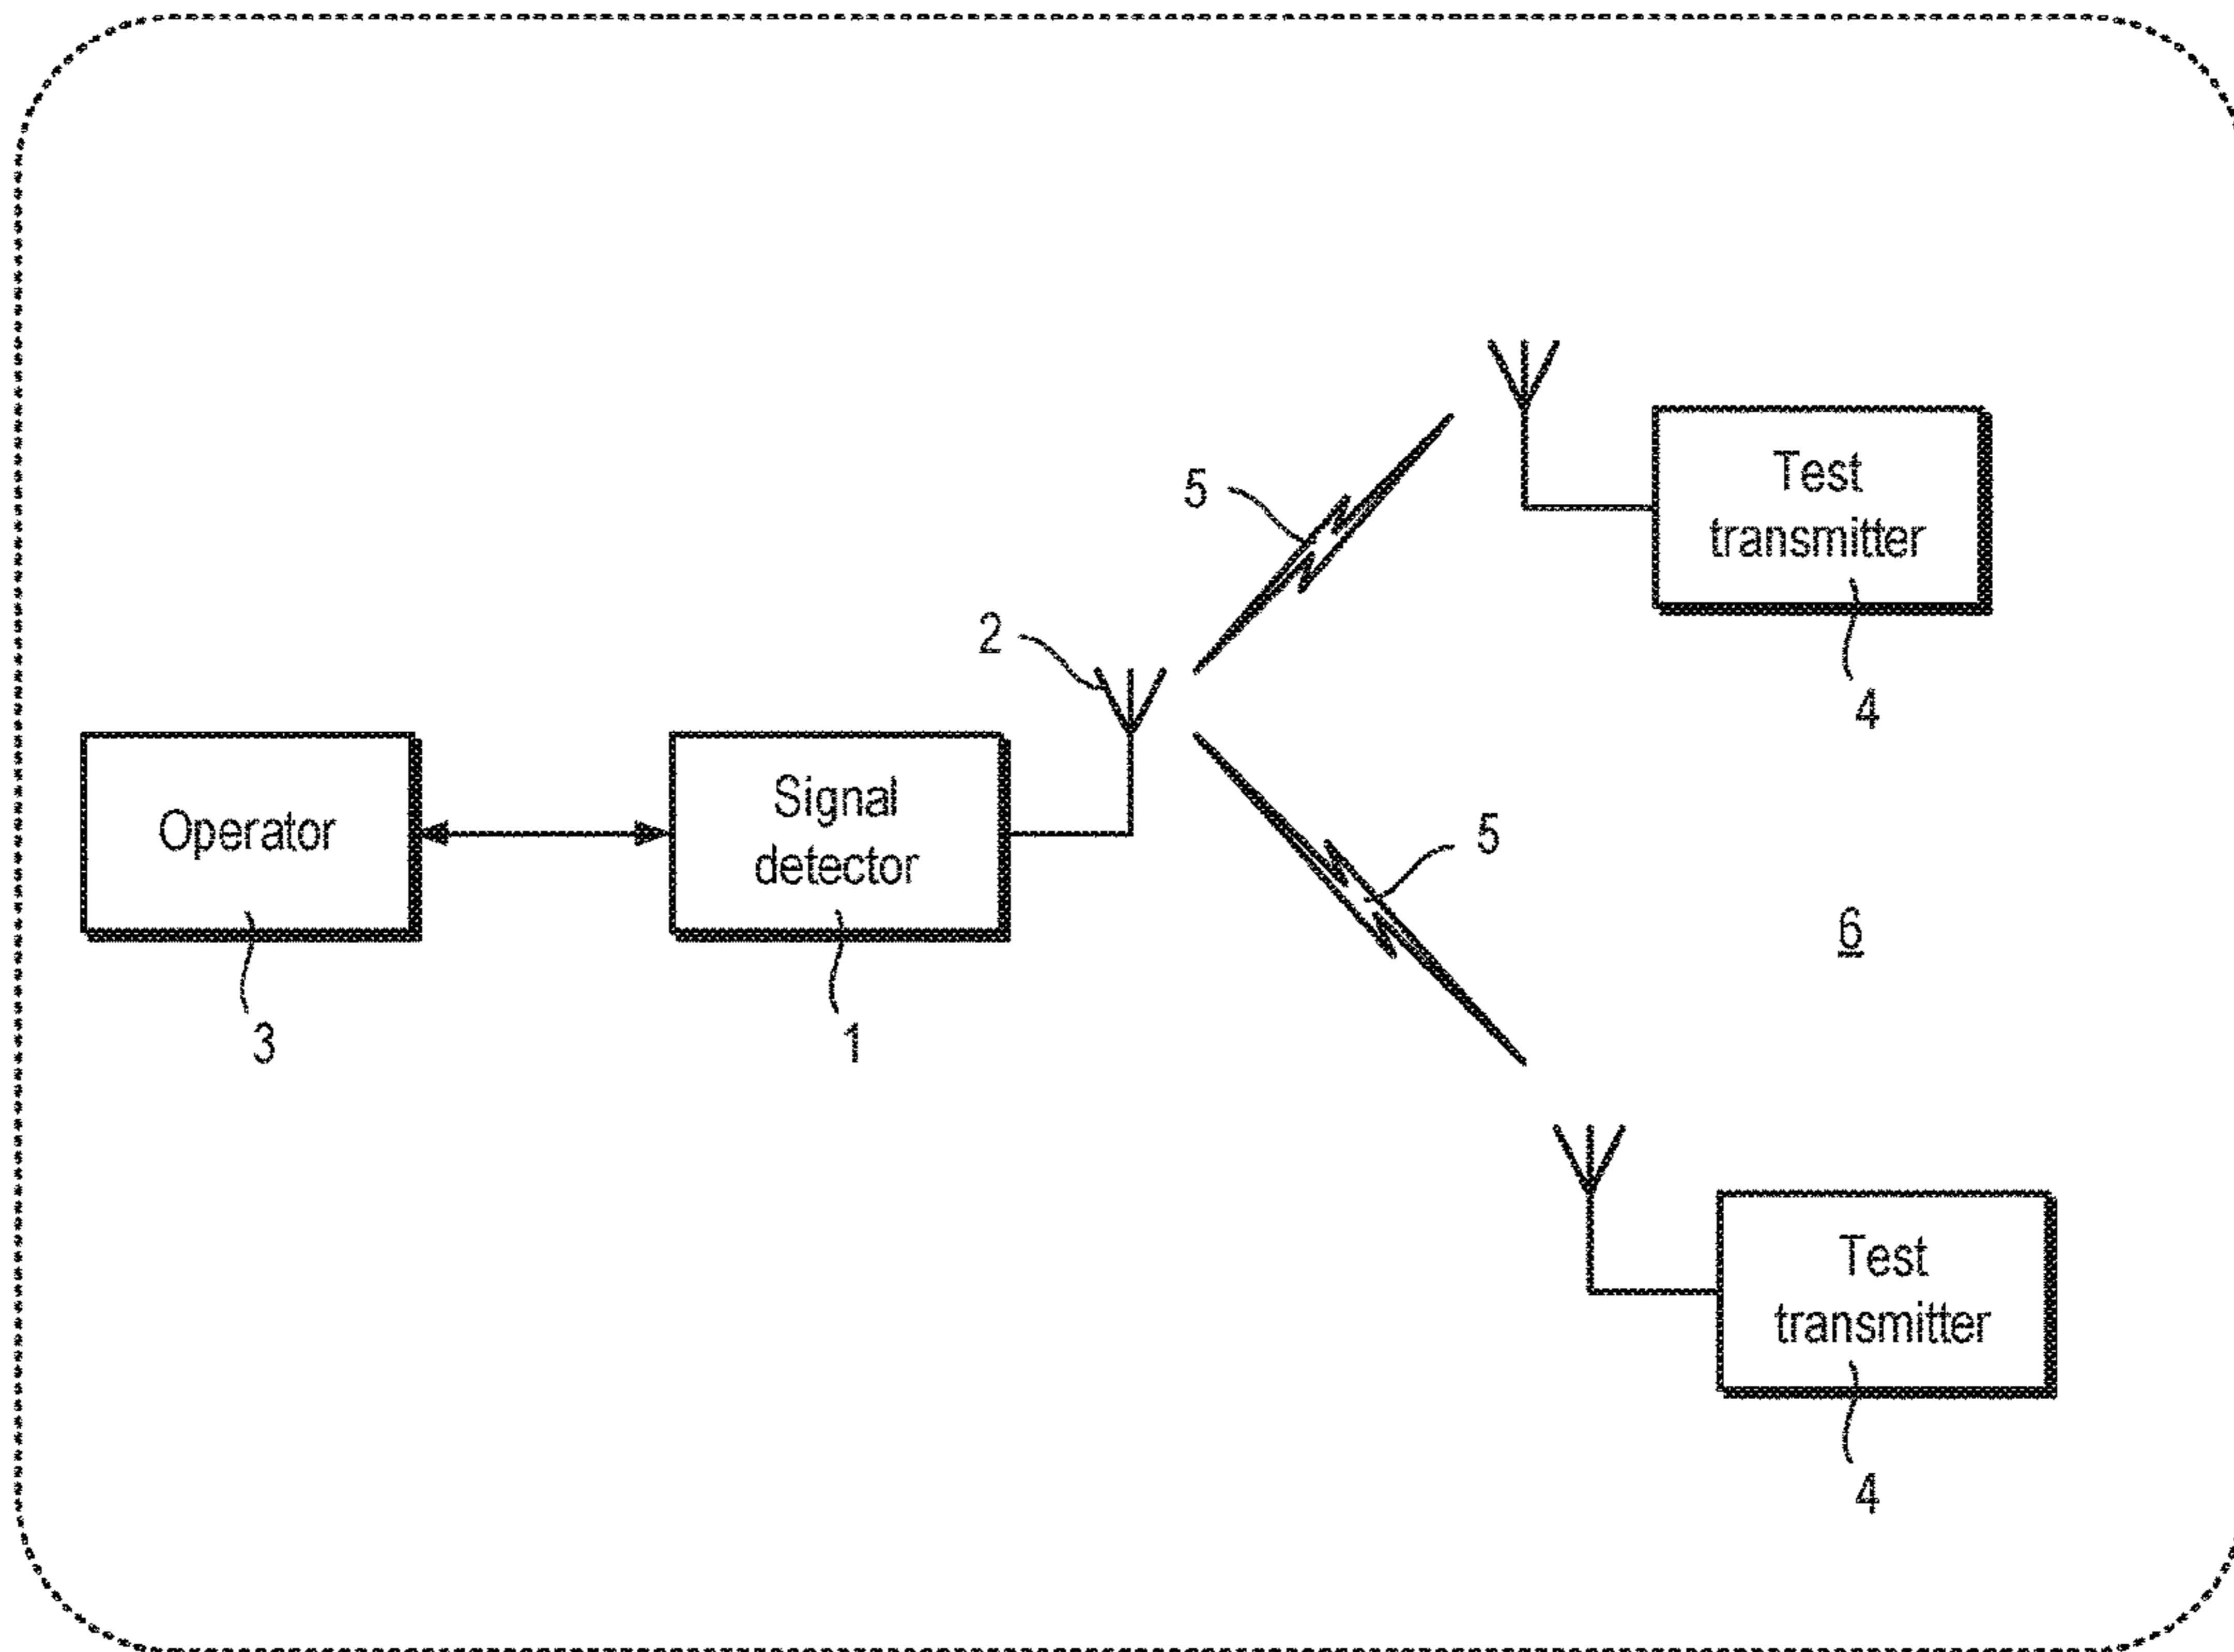 5
Test
transmitter
4
2
Operator
3
Signal
detector
1
5
6
Test
transmitter
4